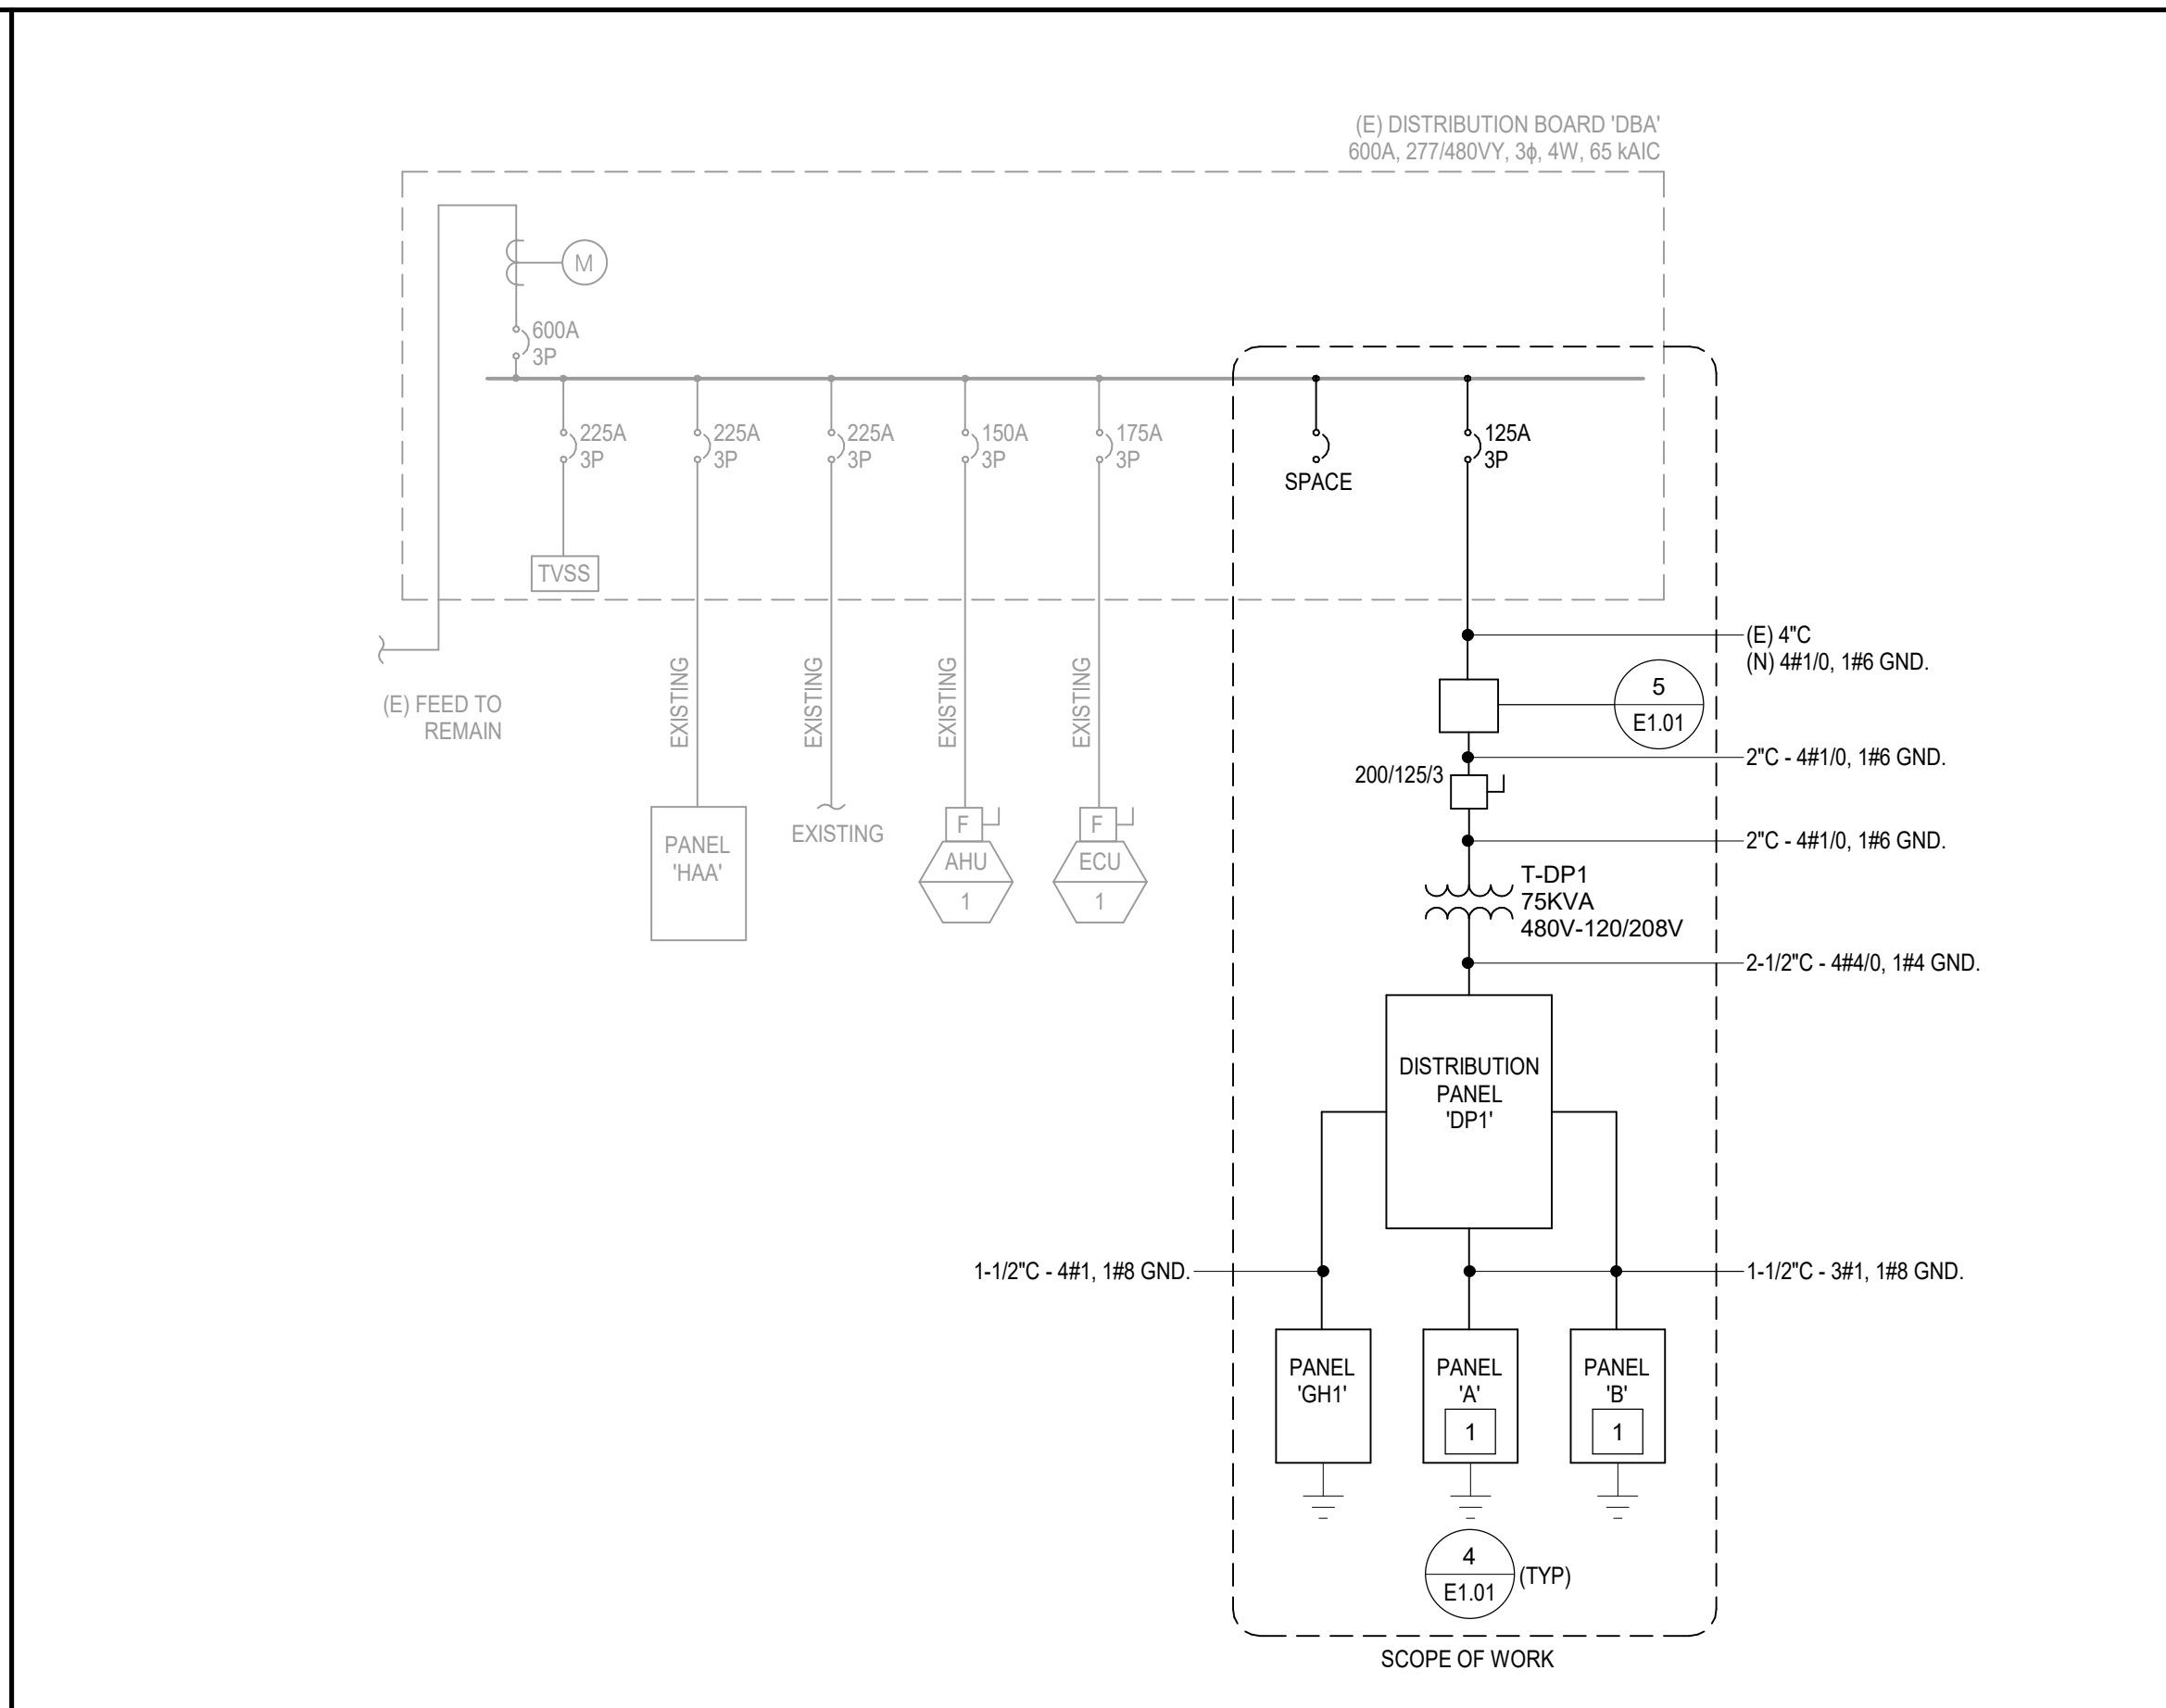 (E) DISTRIBUTION BOARD 'DBA'
600A, 277/480VY, 3ϕ, 4W, 65 kAIC
M
600A
3P
225A
3P
225A
3P
225A
3P
150A
3P
175A
3P
SPACE
125A
3P
TVSS
(E) FEED TO
REMAIN
EXISTING
EXISTING
EXISTING
EXISTING
(E) 4"C
(N) 4#1/0, 1#6 GND.
5
E1.01
2"C - 4#1/0, 1#6 GND.
200/125/3
PANEL
'HAA'
EXISTING
F
AHU
1
F
ECU
1
2"C - 4#1/0, 1#6 GND.
T-DP1
75KVA
480V-120/208V
2-1/2"C - 4#4/0, 1#4 GND.
DISTRIBUTION
PANEL
'DP1'
1-1/2"C - 4#1, 1#8 GND.
1-1/2"C - 3#1, 1#8 GND.
PANEL
'GH1'
PANEL
'A'
1
PANEL
'B'
1
4
E1.01
(TYP)
SCOPE OF WORK